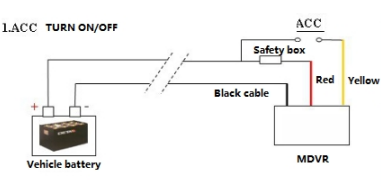 1.ACC TURN ON/OFF
ACC
Safety box
Red
Yellow
Black cable
+
-
Vehicle battery
MDVR